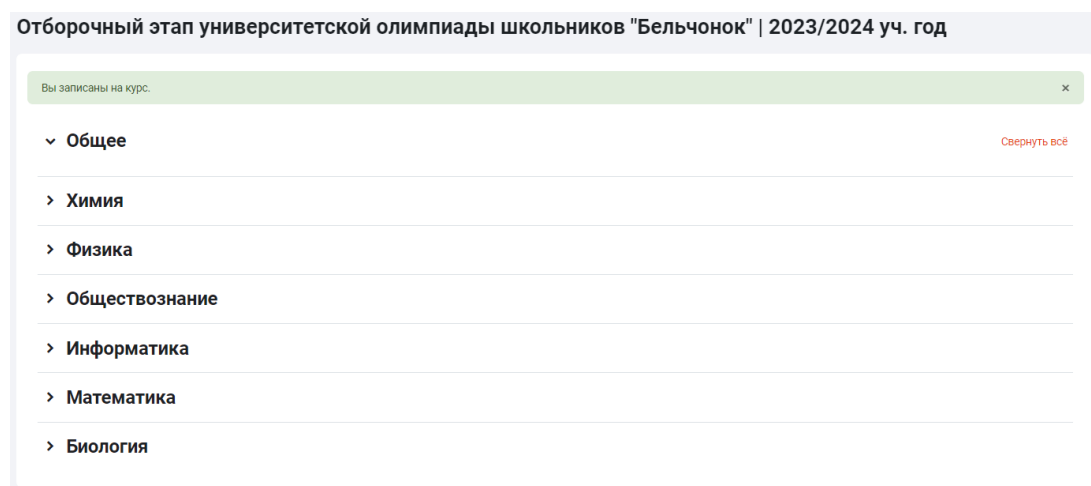 Отборочный этап университетской олимпиады школьников "Бельчонок" | 2023/2024 уч. год
Вы записаны на курс. ×
Общее Свернуть всё
Химия
Физика
Обществознание
Информатика
Математика
Биология